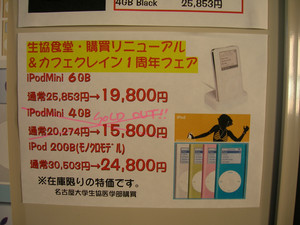 4GB Black 25,853円
生協食堂・購買リニューアル
&カフェクレイン1周年フェア
iPodMini 6GB
通常25,853円→19,800円
iPodMini 4GB SOLD OUT!!
通常20,274円→15,800円
iPod 20GB(モノクロモデル)
通常30,503円→24,800円
※在庫限りの特価です。
名古屋大学生協医学部購買
iPod